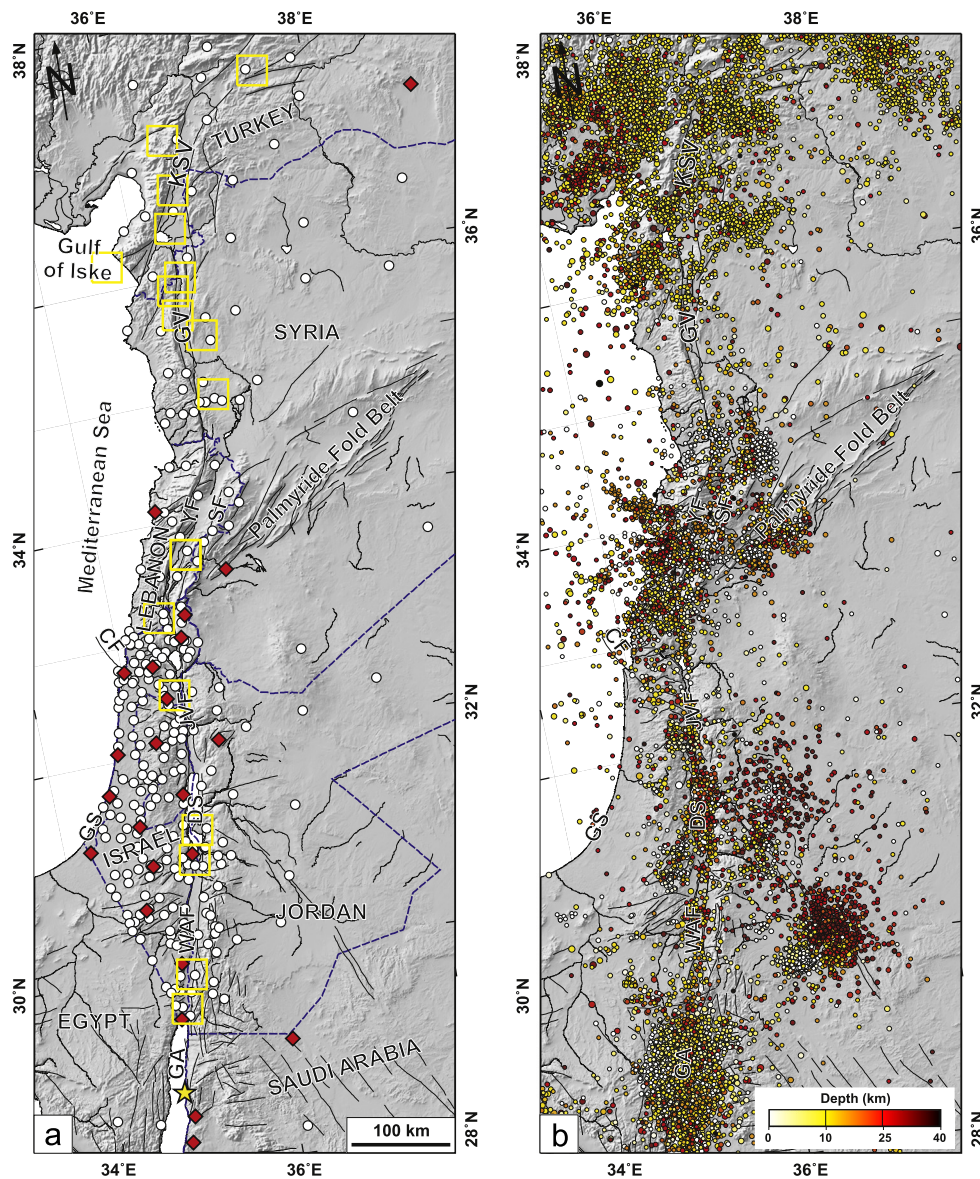 36°E
38°E
36°E
38°E
38°N
N
TURKEY
KSV
Gulf
of Iske
GV
SYRIA
Mediterranean Sea
Palmyride Fold Belt
YF
SF
LEBANON
CF
JVF
DS
Gs
ISRAEL
JORDAN
WAF
EGYPT
GA
SAUDI ARABIA
a
100 km
34°E
36°E
34°N
30°N
38°N
36°N
32°N
28°N
N
KSV
GV
Palmyride Fold Belt
YF
SF
CF
JVF
DS
GS
WAF
GA
b
Depth (km)
0
10
25
40
34°E
36°E
34°N
30°N
36°N
32°N
28°N